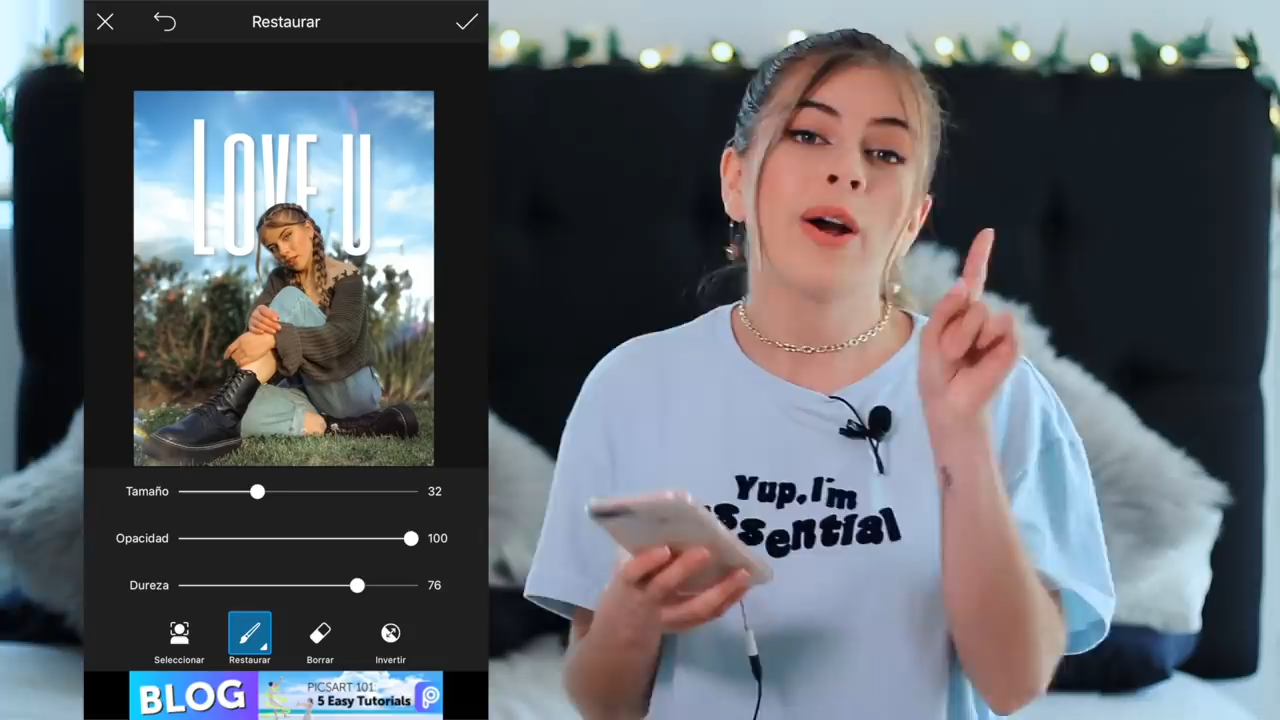 Restaurar
LOVE U
Tamaño 32
Opacidad 100
Dureza 76
Seleccionar Restaurar Borrar Invertir
BLOG PICSART 101
5 Easy Tutorials
Yup, I'm
essential